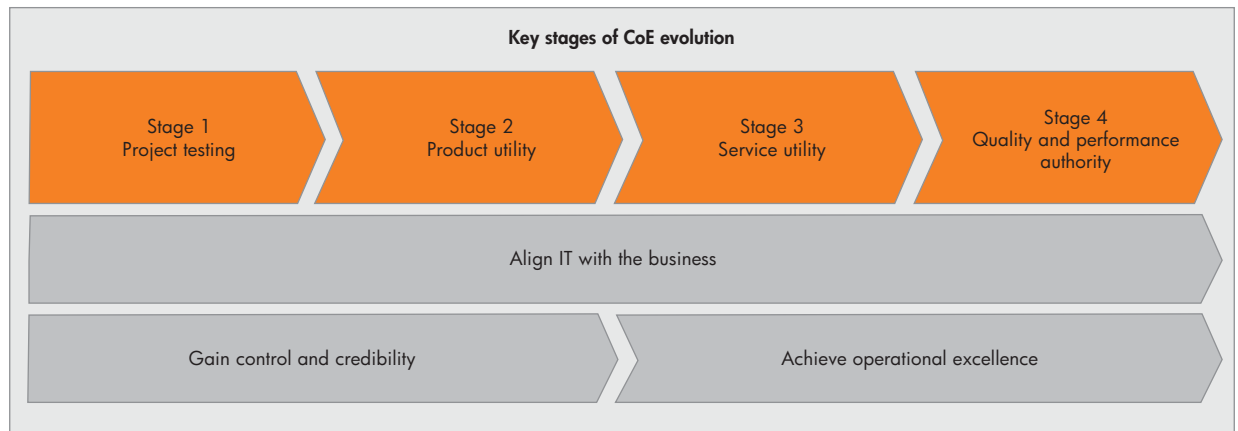 Key stages of CoE evolution
Stage 1
Project testing
Stage 2
Product utility
Stage 3
Service utility
Stage 4
Quality and performance
authority
Align IT with the business
Gain control and credibility
Achieve operational excellence